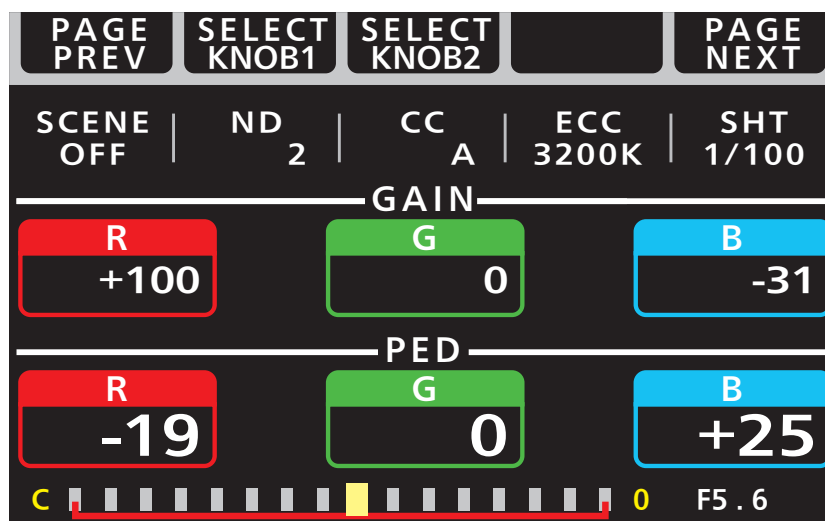 PAGE PREV SELECT KNOB1 SELECT KNOB2 PAGE NEXT
SCENE OFF ND 2 CC A ECC 3200K SHT 1/100
GAIN
R G B
+100 0 -31
PED
R G B
-19 0 +25
C 0 F5.6